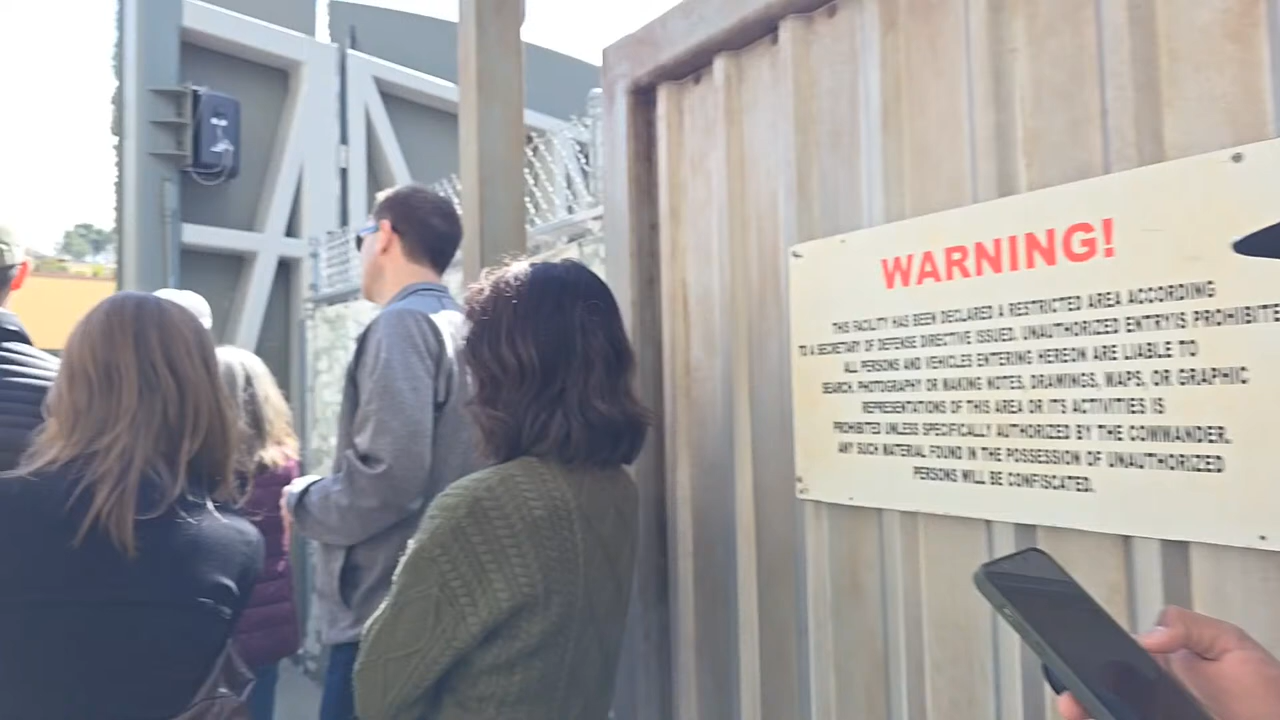 WARNING!
THIS FACILITY HAS BEEN DECLARED A RESTRICTED AREA ACCORDING
TO A SECRETARY OF DEFENSE DIRECTIVE ISSUED. UNAUTHORIZED ENTRY IS PROHIBITE
ALL PERSONS AND VEHICLES ENTERING HEREON ARE LIABLE TO
SEARCH. PHOTOGRAPHY OR MAKING NOTES, DRAWINGS, MAPS, OR GRAPHIC
REPRESENTATIONS OF THIS AREA OR ITS ACTIVITIES IS
PROHIBITED UNLESS SPECIFICALLY AUTHORIZED BY THE COMMANDER.
ANY SUCH MATERIAL FOUND IN THE POSSESSION OF UNAUTHORIZED
PERSONS WILL BE CONFISCATED.